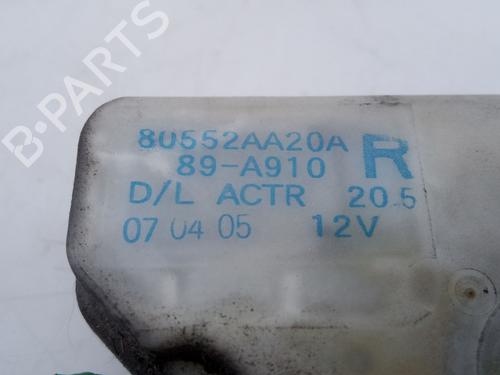 B-PARTS
80552AA20A
89-A910 R
D/L ACTR 20.5
07 04 05 12V